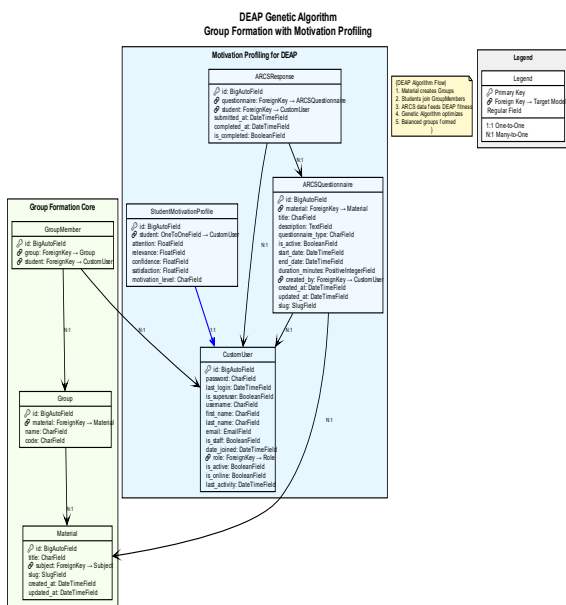 DEAP Genetic Algorithm
Group Formation with Motivation Profiling
Motivation Profiling for DEAP
ARCSResponse
id: BigAutoField
questionnaire: ForeignKey → ARCSQuestionnaire
student: ForeignKey → CustomUser
submitted_at: DateTimeField
completed_at: DateTimeField
is_completed: BooleanField
{DEAP Algorithm Flow|
1. Material creates Groups
2. Students join GroupMembers
3. ARCS data feeds DEAP fitness
4. Genetic Algorithm optimizes
5. Balanced groups formed
}
Legend
Legend
Primary Key
Foreign Key → Target Model
Regular Field
1:1 One-to-One
N:1 Many-to-One
N:1
ARCSQuestionnaire
id: BigAutoField
material: ForeignKey → Material
title: CharField
description: TextField
questionnaire_type: CharField
is_active: BooleanField
start_date: DateTimeField
end_date: DateTimeField
duration_minutes: PositiveIntegerField
created_by: ForeignKey → CustomUser
created_at: DateTimeField
updated_at: DateTimeField
slug: SlugField
StudentMotivationProfile
id: BigAutoField
student: OneToOneField → CustomUser
attention: FloatField
relevance: FloatField
confidence: FloatField
satisfaction: FloatField
motivation_level: CharField
N:1
Group Formation Core
GroupMember
id: BigAutoField
group: ForeignKey → Group
student: ForeignKey → CustomUser
N:1
N:1
1:1
N:1
N:1
CustomUser
id: BigAutoField
password: CharField
last_login: DateTimeField
is_superuser: BooleanField
username: CharField
first_name: CharField
last_name: CharField
email: EmailField
is_staff: BooleanField
date_joined: DateTimeField
role: ForeignKey → Role
is_active: BooleanField
is_online: BooleanField
last_activity: DateTimeField
Group
id: BigAutoField
material: ForeignKey → Material
name: CharField
code: CharField
N:1
Material
id: BigAutoField
title: CharField
subject: ForeignKey → Subject
slug: SlugField
created_at: DateTimeField
updated_at: DateTimeField